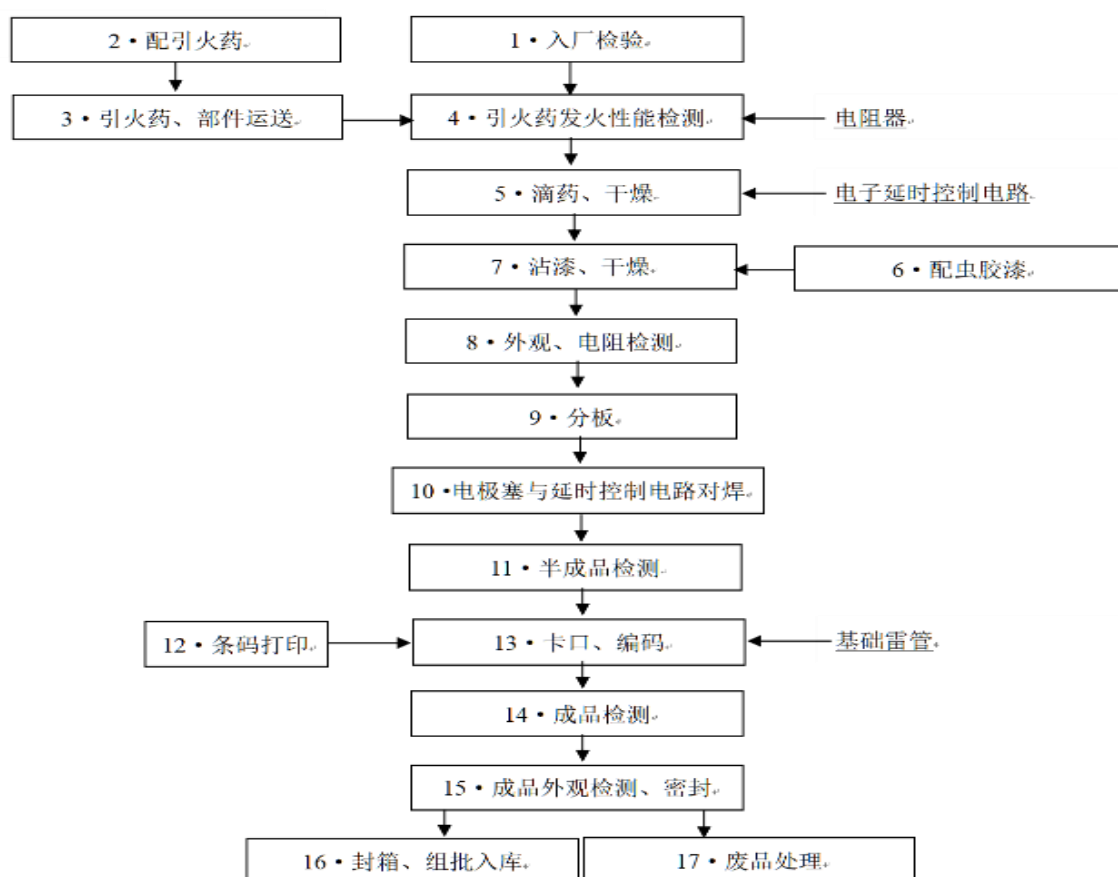 2·配引火药
1·入厂检验
3·引火药、部件运送
4·引火药发火性能检测
电阻器
5·滴药、干燥
电子延时控制电路
7·沾漆、干燥
6·配虫胶漆
8·外观、电阻检测
9·分板
10·电极塞与延时控制电路对焊
11·半成品检测
12·条码打印
13·卡口、编码
基础雷管
14·成品检测
15·成品外观检测、密封
16·封箱、组批入库
17·废品处理